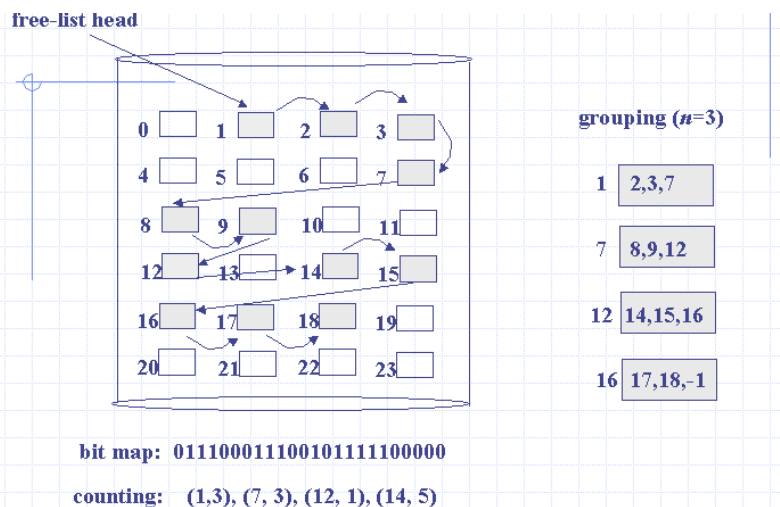 free-list head
0 1 2 3
4 5 6 7
8 9 10 11
12 13 14 15
16 17 18 19
20 21 22 23
grouping (n=3)
1 2,3,7
7 8,9,12
12 14,15,16
16 17,18,-1
bit map: 011100011100101111100000
counting: (1,3), (7, 3), (12, 1), (14, 5)